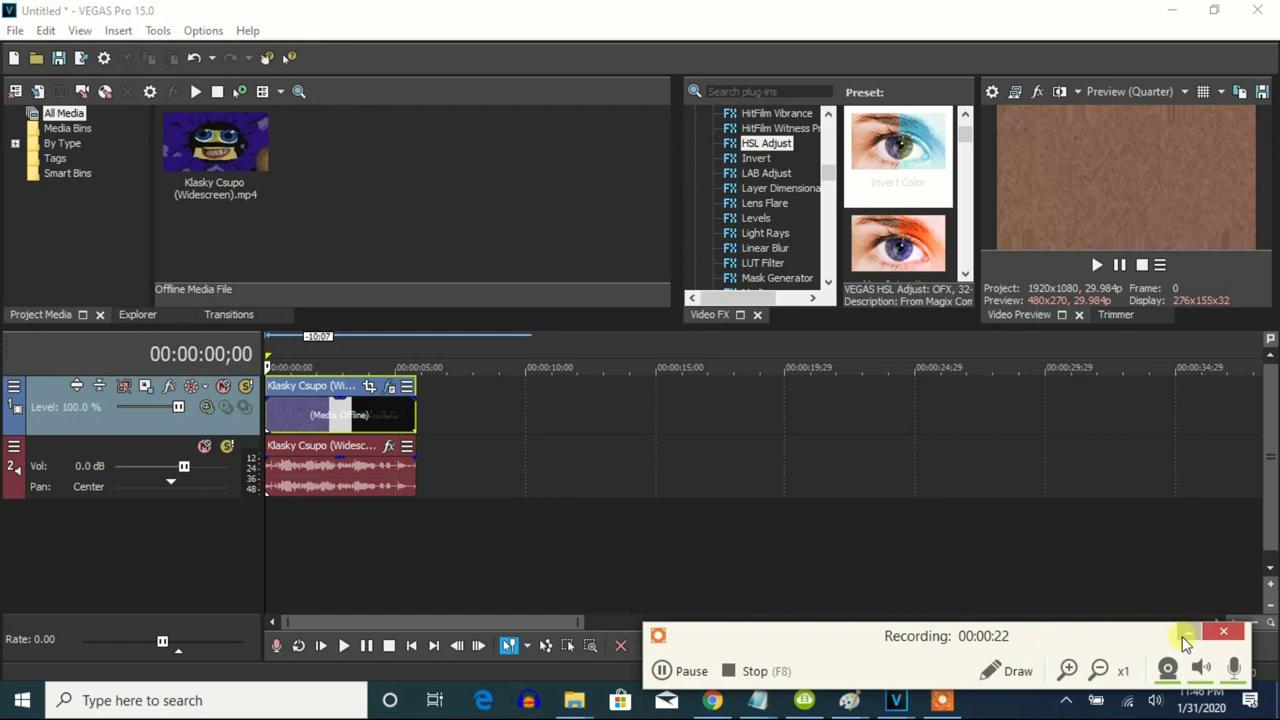 Untitled * - VEGAS Pro 15.0
File Edit View Insert Tools Options Help
All Media
Media Bins
By Type
Tags
Smart Bins
Klasky Csupo
(Widescreen).mp4
Offline Media File
Project Media Explorer Transitions
Search plug-ins
HitFilm Vibrance
HitFilm Witness Pr
HSL Adjust
Invert
LAB Adjust
Layer Dimensiona
Lens Flare
Levels
Light Rays
Linear Blur
LUT Filter
Mask Generator
Preset:
Invert Color
VEGAS HSL Adjust: OFX, 32-
Description: From Magix Com
Video FX
Preview (Quarter)
Project: 1920x1080, 29.984p Frame: 0
Preview: 480x270, 29.984p Display: 276x155x32
Video Preview Trimmer
-10:07
00:00:00;00
0:00:00:00 00:00:05;00 00:00:10;00 00:00:15;00 00:00:19;29 00:00:24;29 00:00:29;29 00:00:34;29
Level: 100.0 %
Klasky Csupo (Wi...
(Media Offline)
Klasky Csupo (Widesc...
Vol: 0.0 dB
Pan: Center
12
24
36
48
Rate: 0.00
Recording: 00:00:22
Pause Stop (F8) Draw x1
Type here to search
11:46 PM
1/31/2020